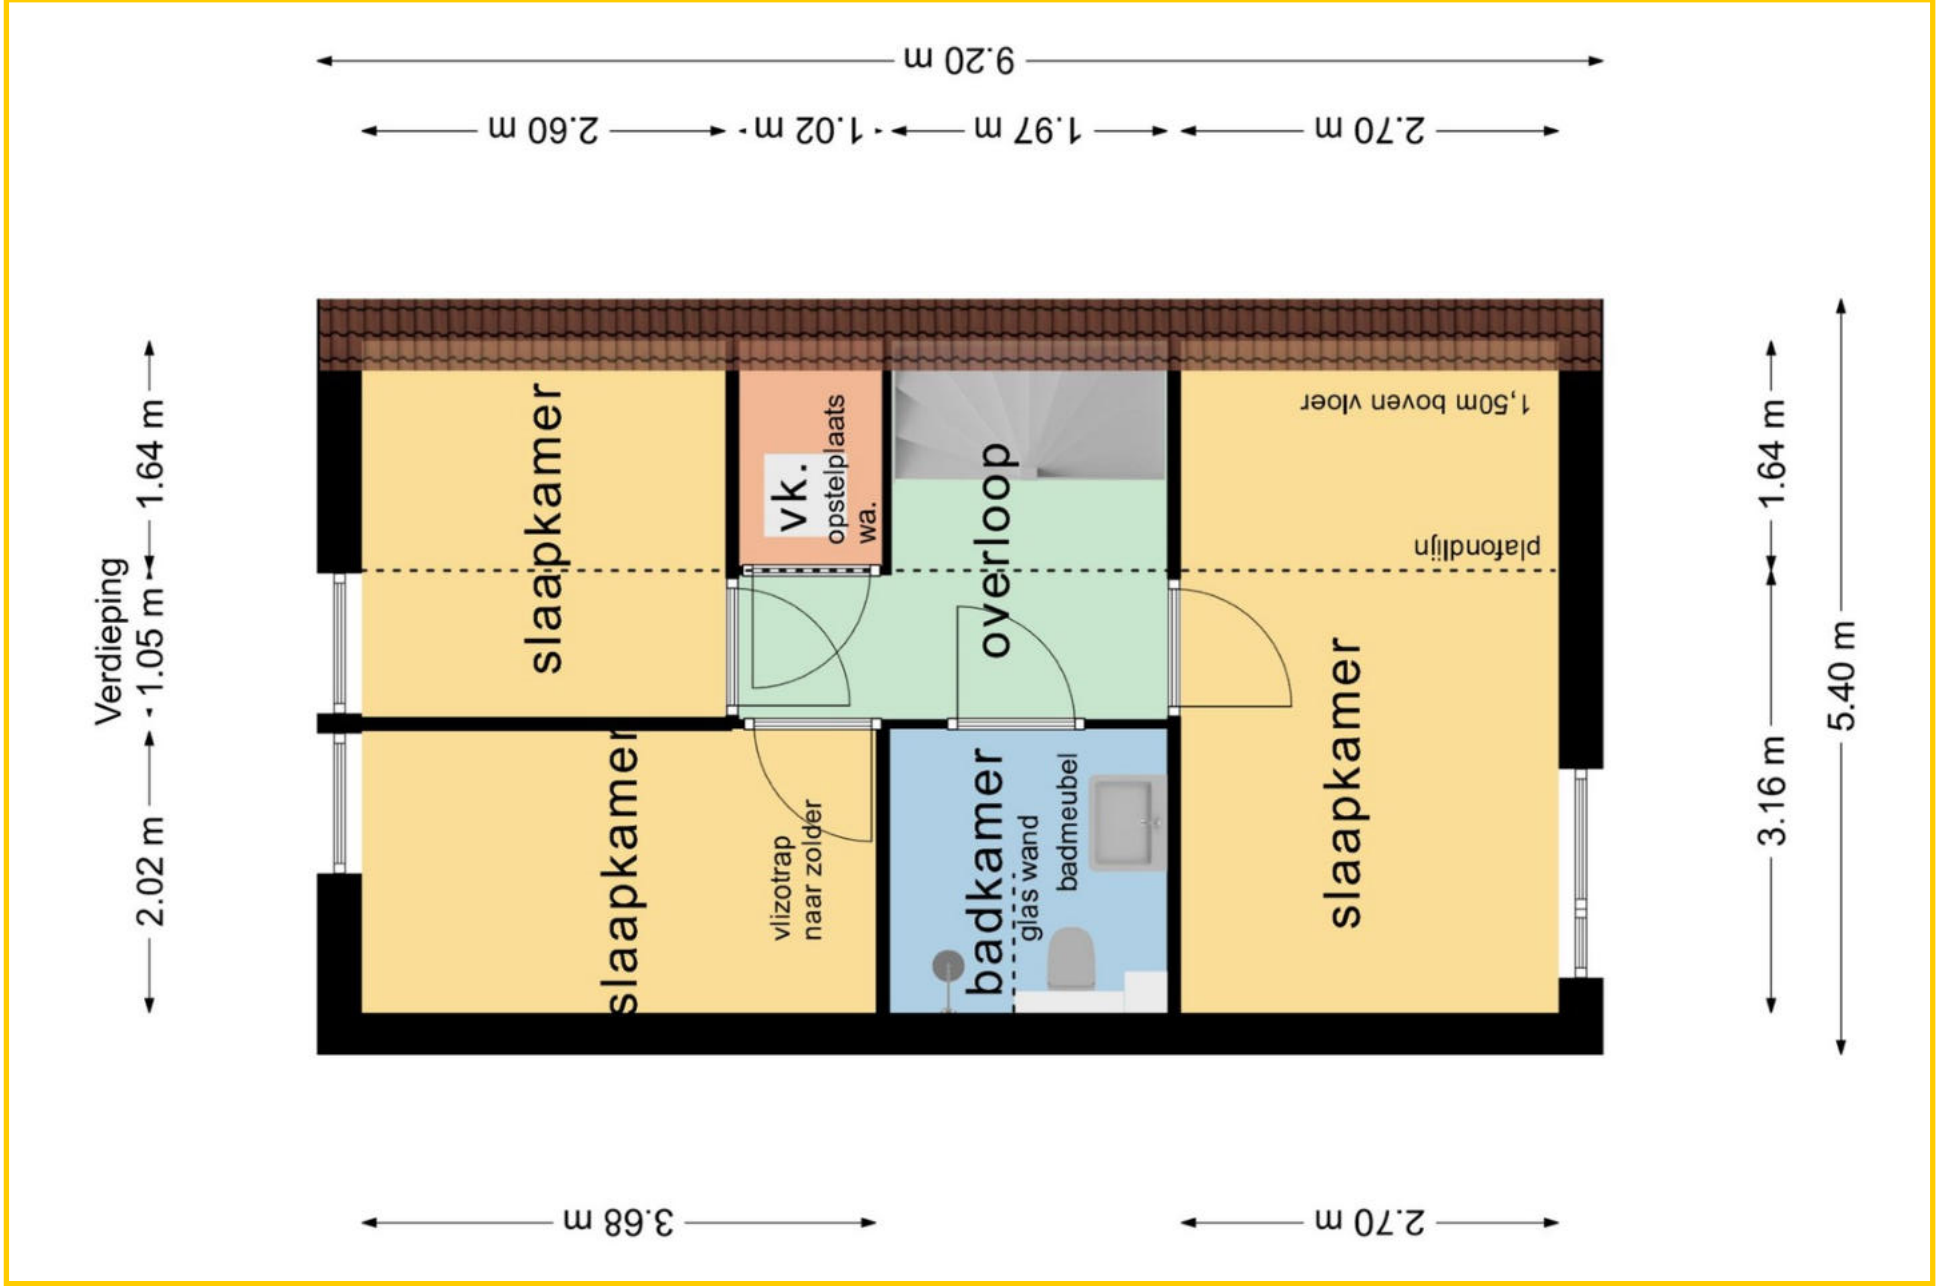 9.20 m
2.60 m
1.02 m
1.97 m
2.70 m
Verdieping
1.64 m
1.05 m
2.02 m
slaapkamer
vk.
opstelplaats
wa.
overloop
1,50m boven vloer
plafondlijn
slaapkamer
slaapkamer
vlizotrap
naar zolder
badkamer
glas wand
badmeubel
1.64 m
3.16 m
5.40 m
3.68 m
2.70 m